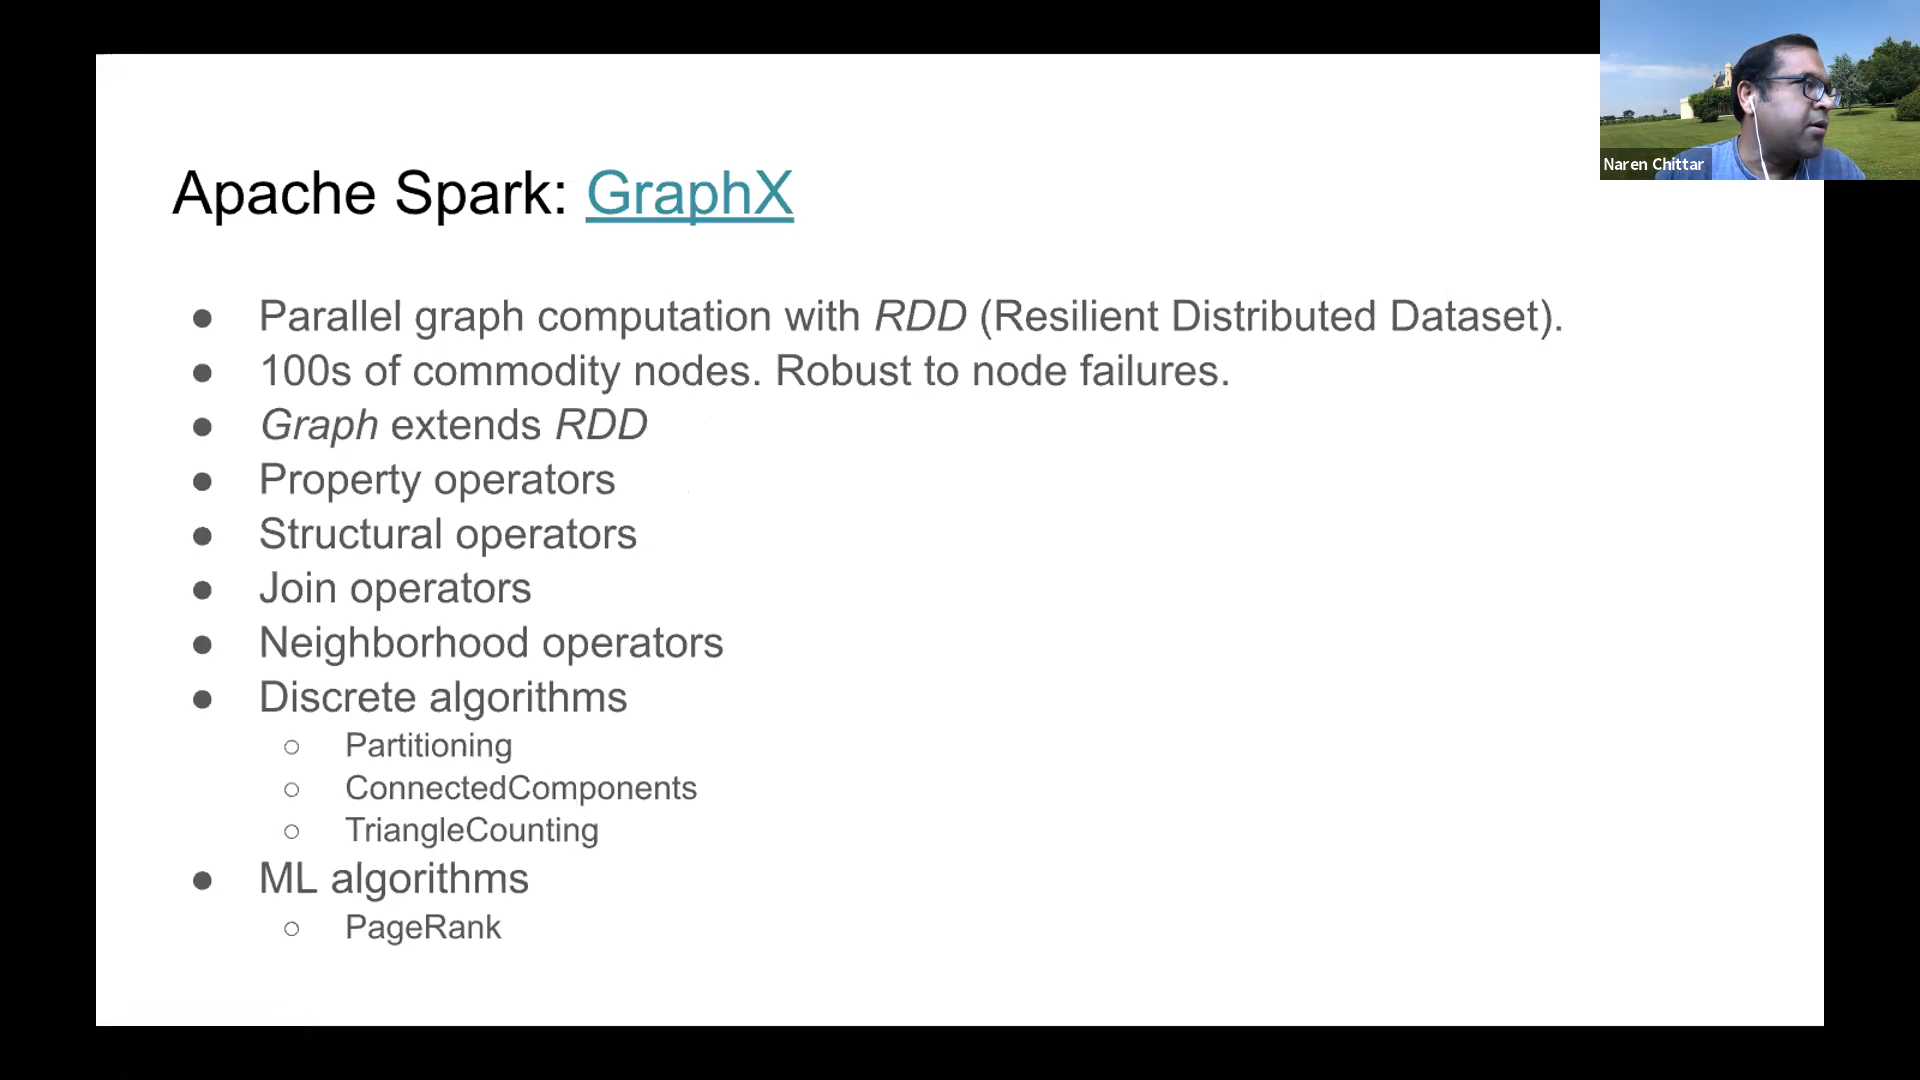 Naren Chittar
Apache Spark: GraphX
● Parallel graph computation with RDD (Resilient Distributed Dataset).
● 100s of commodity nodes. Robust to node failures.
● Graph extends RDD
● Property operators
● Structural operators
● Join operators
● Neighborhood operators
● Discrete algorithms
○ Partitioning
○ ConnectedComponents
○ TriangleCounting
● ML algorithms
○ PageRank